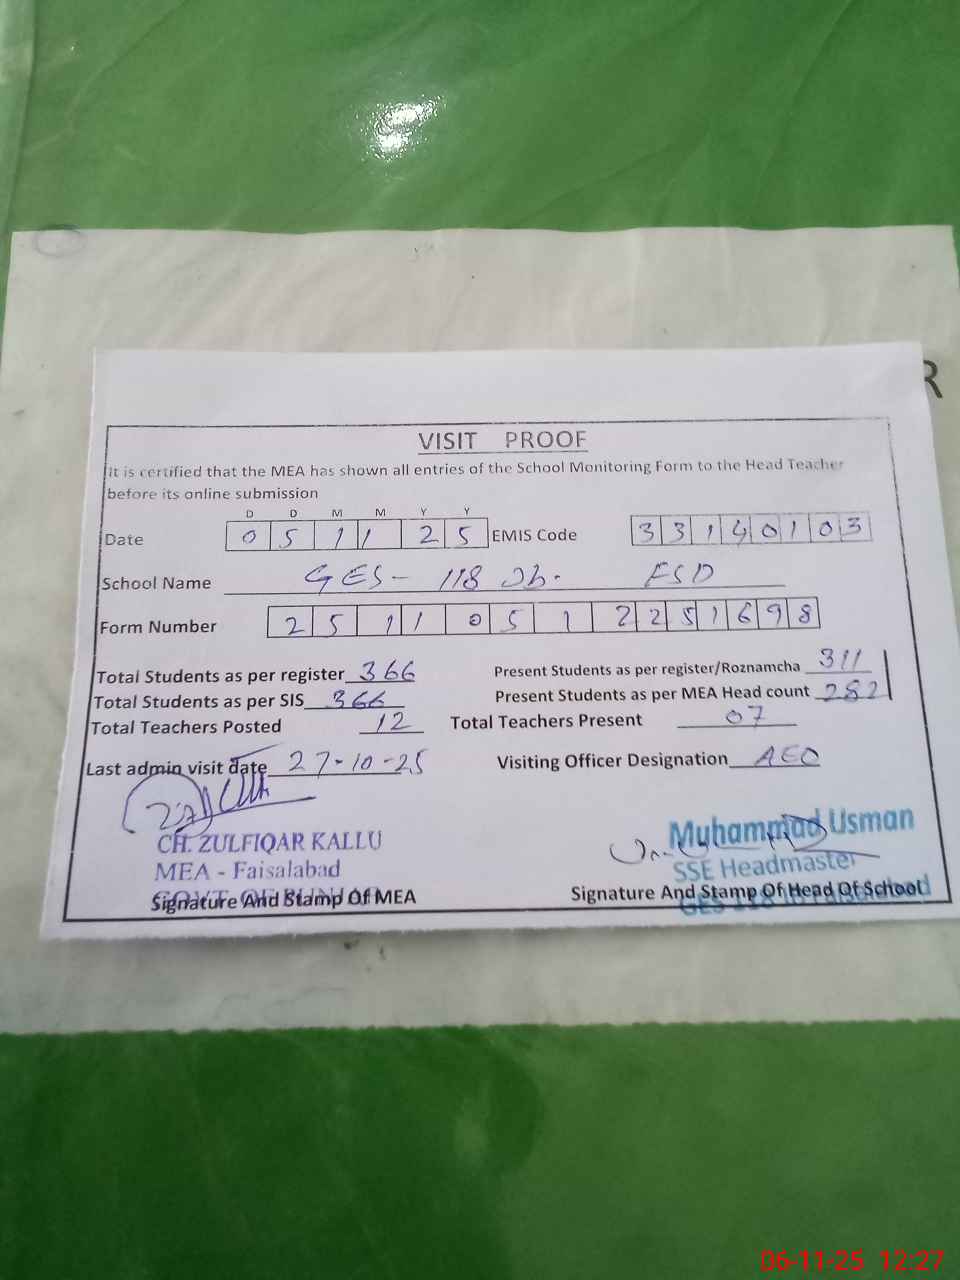 R
VISIT PROOF
It is certified that the MEA has shown all entries of the School Monitoring Form to the Head Teacher
before its online submission
D D M M Y Y
Date 0 5 1 1 2 5 EMIS Code 3 3 1 4 0 1 0 3
School Name GES - 118 Jb. FSD
Form Number 2 5 1 1 0 5 1 2 2 5 1 6 9 8
Total Students as per register 366 Present Students as per register/Roznamcha 311
Total Students as per SIS 366 Present Students as per MEA Head count 282
Total Teachers Posted 12 Total Teachers Present 07
Last admin visit date 27-10-25 Visiting Officer Designation AEO
CH. ZULFIQAR KALLU Muhammad Usman
MEA - Faisalabad SSE Headmaster
GOVT OF PUNJAB
Signature And Stamp Of MEA Signature And Stamp Of Head Of School
GES 118 Faisalabad
06-11-25 12:27